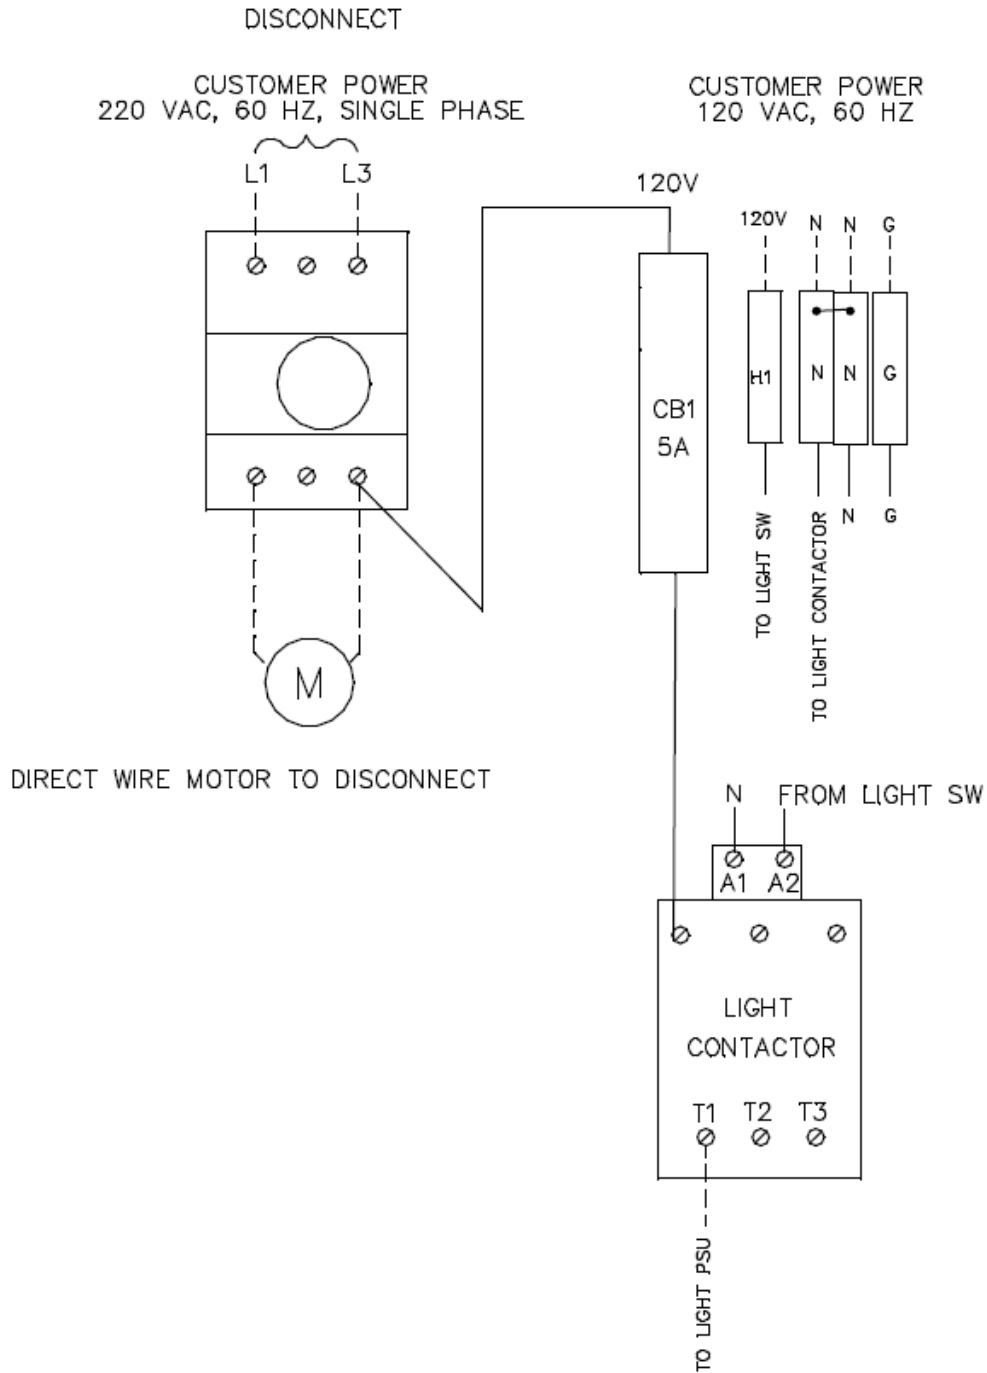 DISCONNECT
CUSTOMER POWER
220 VAC, 60 HZ, SINGLE PHASE
L1 L3
CUSTOMER POWER
120 VAC, 60 HZ
120V
120V N N G
CB1
5A
H1 N N G
N G
TO LIGHT SW
TO LIGHT CONTACTOR
M
DIRECT WIRE MOTOR TO DISCONNECT
N FROM LIGHT SW
A1 A2
LIGHT
CONTACTOR
T1 T2 T3
TO LIGHT PSU